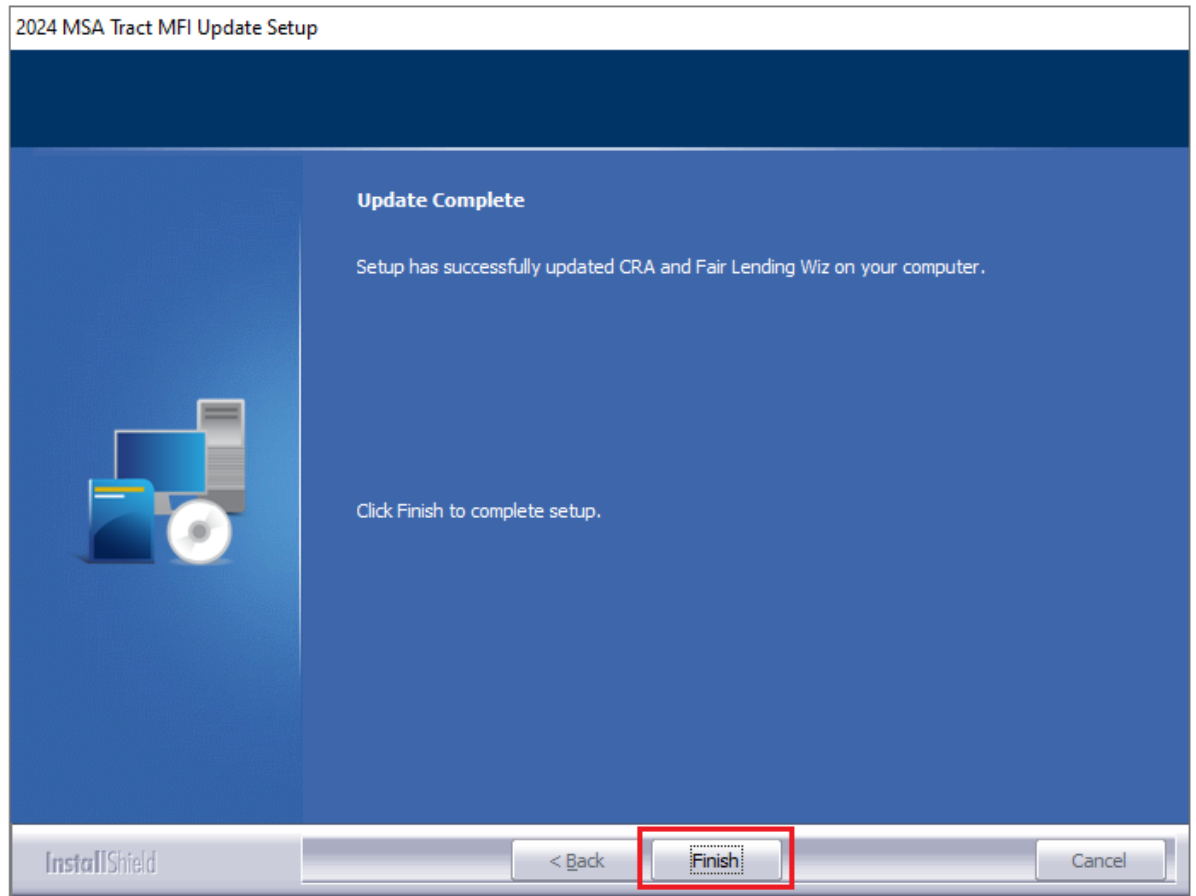 2024 MSA Tract MFI Update Setup
Update Complete
Setup has successfully updated CRA and Fair Lending Wiz on your computer.
Click Finish to complete setup.
InstallShield
< Back
Finish
Cancel